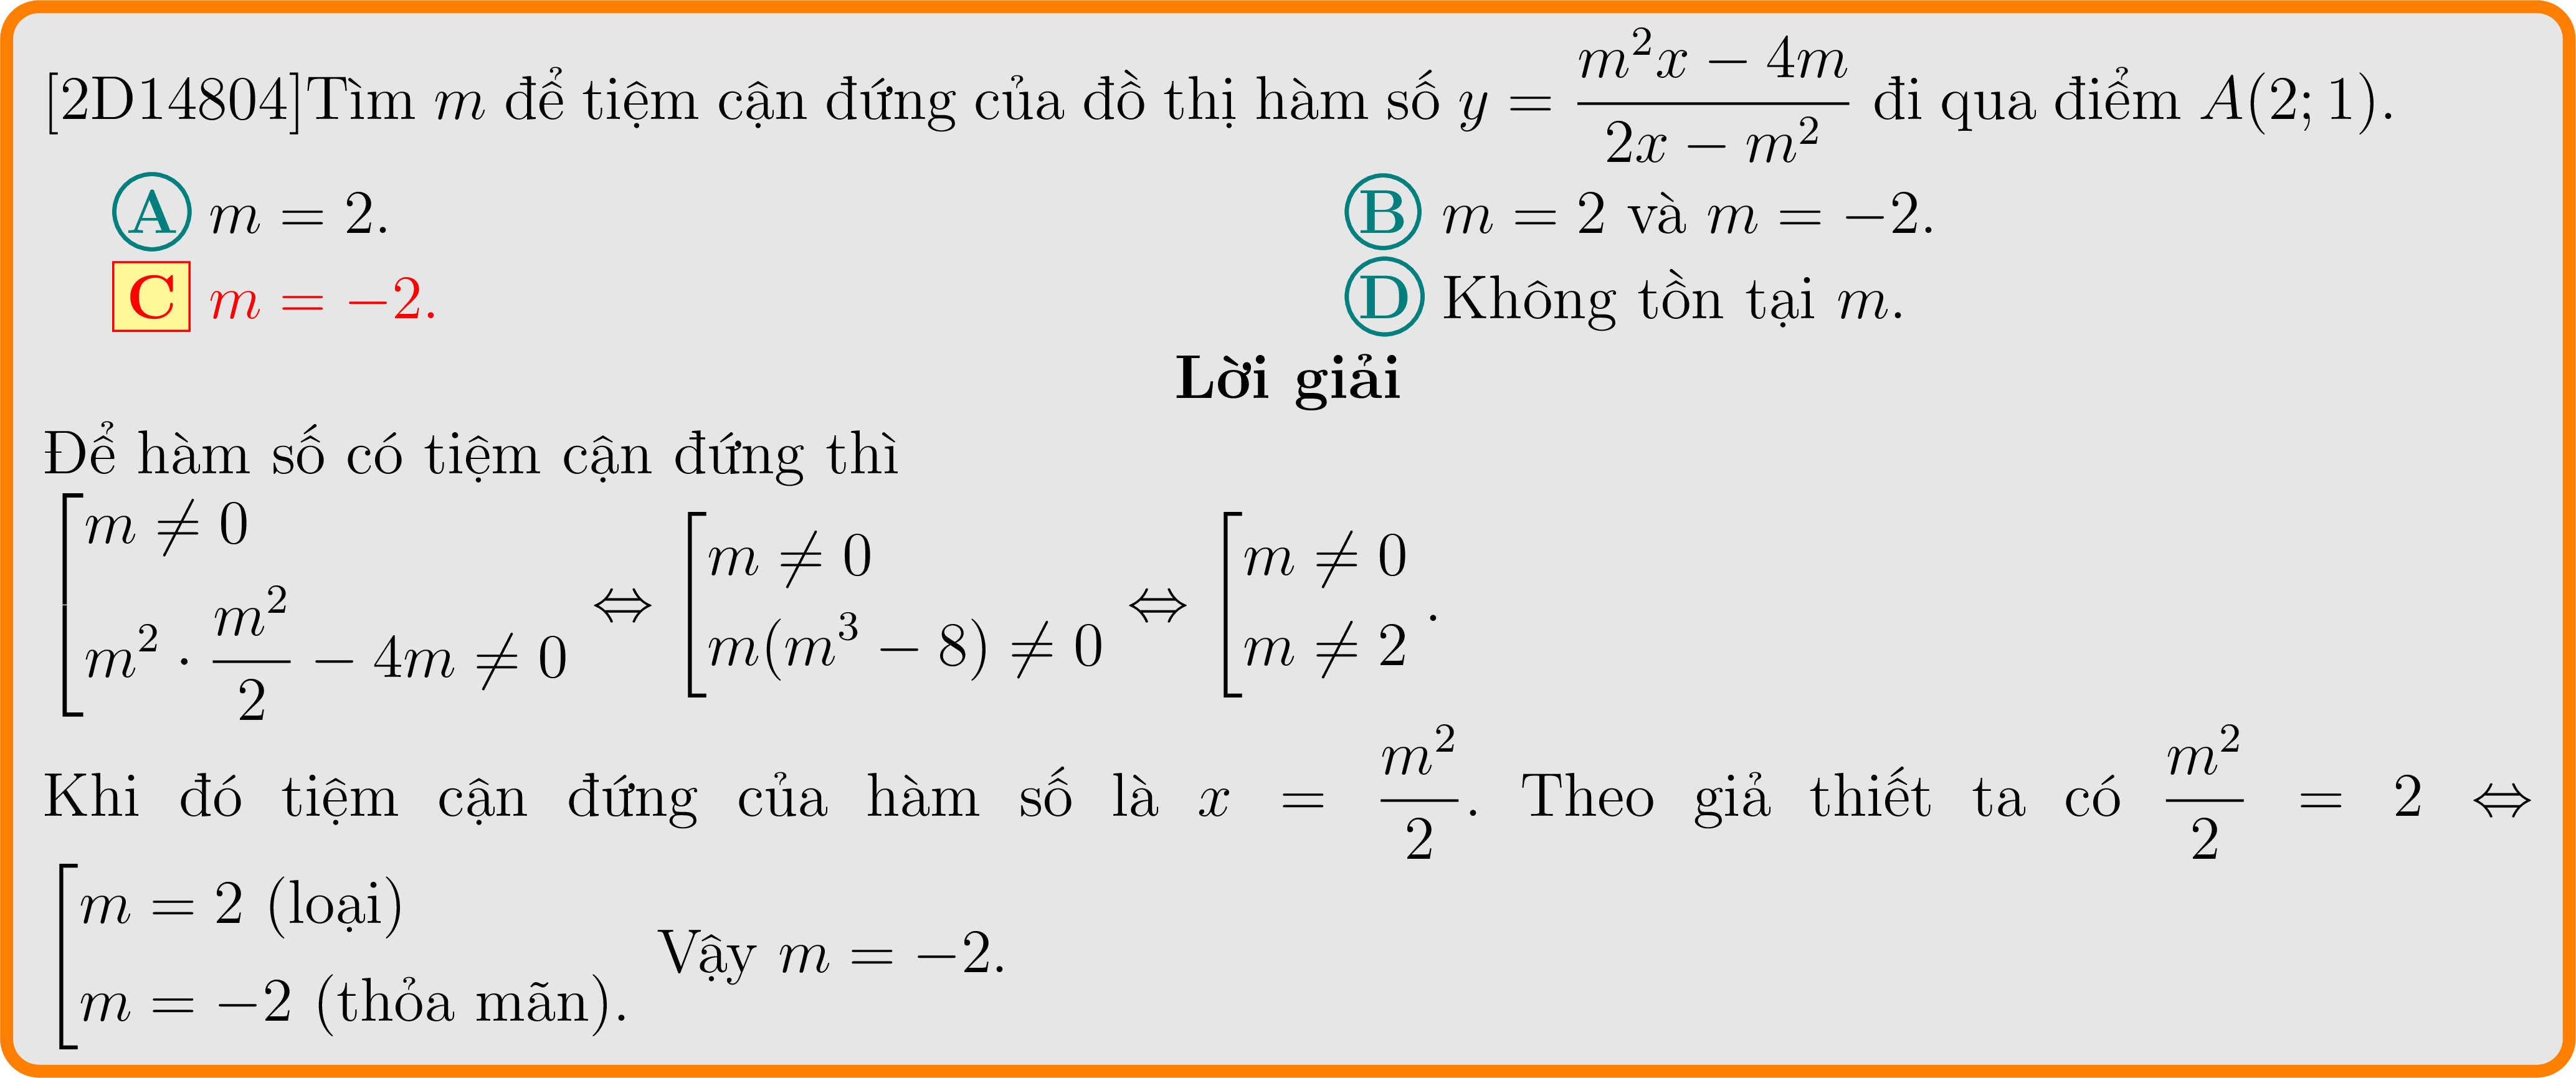 [2D14804]Tìm m để tiệm cận đứng của đồ thị hàm số y = \frac{m^2x - 4m}{2x - m^2} đi qua điểm A(2; 1).
A m = 2. B m = 2 và m = −2.
C m = −2. D Không tồn tại m.
Lời giải
Để hàm số có tiệm cận đứng thì
\left[\begin{array}{l} m \neq 0 \\ m^2 \cdot \frac{m^2}{2} - 4m \neq 0 \end{array}\right. ⇔ \left[\begin{array}{l} m \neq 0 \\ m(m^3 - 8) \neq 0 \end{array}\right. ⇔ \left[\begin{array}{l} m \neq 0 \\ m \neq 2 \end{array}\right. .
Khi đó tiệm cận đứng của hàm số là x = \frac{m^2}{2}. Theo giả thiết ta có \frac{m^2}{2} = 2 ⇔
\left[\begin{array}{l} m = 2 \text{ (loại)} \\ m = -2 \text{ (thỏa mãn).} \end{array}\right. Vậy m = −2.